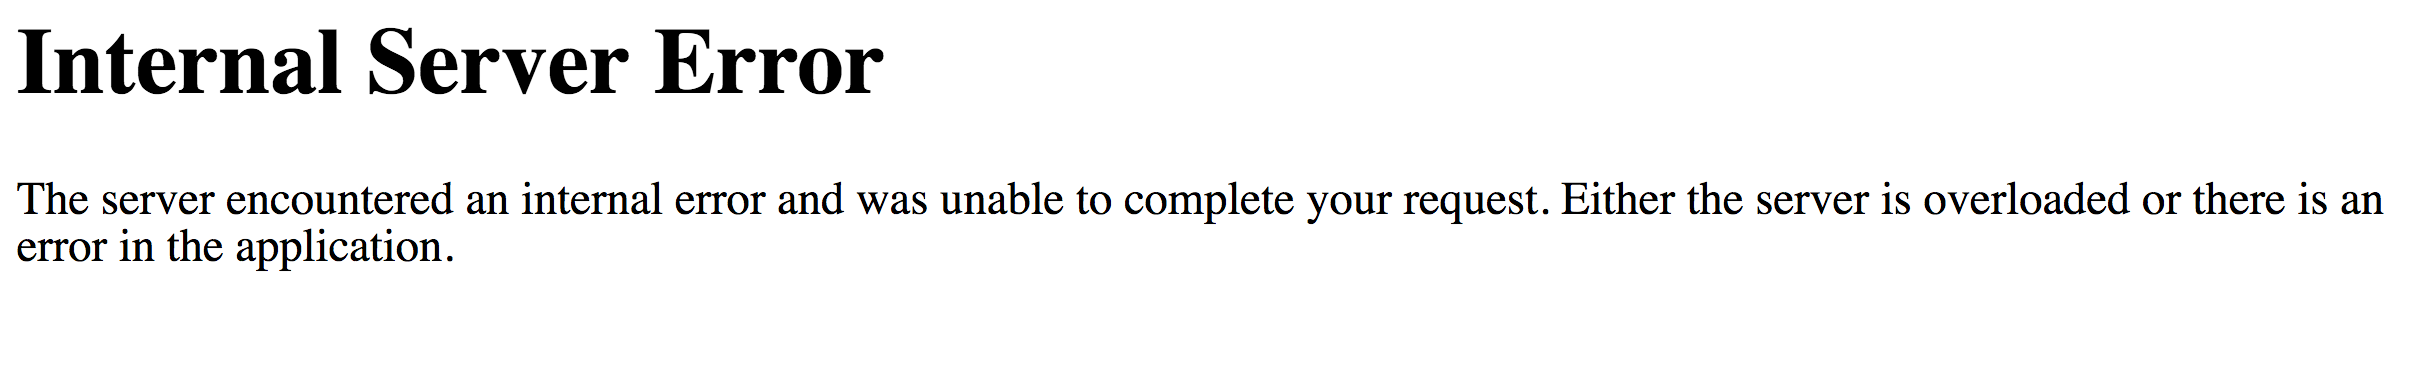 Internal Server Error
The server encountered an internal error and was unable to complete your request. Either the server is overloaded or there is an
error in the application.